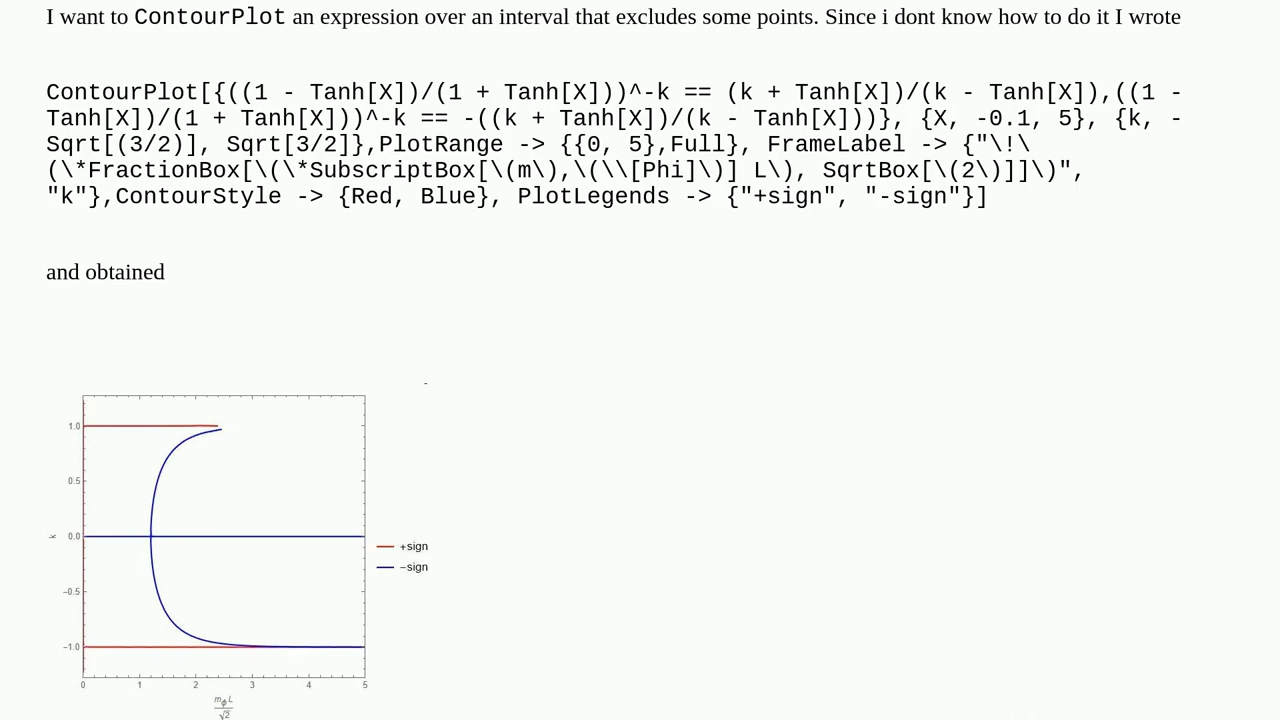 I want to ContourPlot an expression over an interval that excludes some points. Since i dont know how to do it I wrote
ContourPlot[{((1 - Tanh[X])/(1 + Tanh[X]))^-k == (k + Tanh[X])/(k - Tanh[X]),((1 -
Tanh[X])/(1 + Tanh[X]))^-k == -((k + Tanh[X])/(k - Tanh[X]))}, {X, -0.1, 5}, {k, -
Sqrt[(3/2)], Sqrt[3/2]},PlotRange -> {{0, 5},Full}, FrameLabel -> {"\!\
(\*FractionBox[\(\*SubscriptBox[\(m\),\(\\[Phi]\)] L\), SqrtBox[\(2\)]]\)",
"k"},ContourStyle -> {Red, Blue}, PlotLegends -> {"+sign", "-sign"}]
and obtained
1.0
0.5
k
0.0
−0.5
−1.0
0 1 2 3 4 5
mϕ L
√2
+sign
−sign